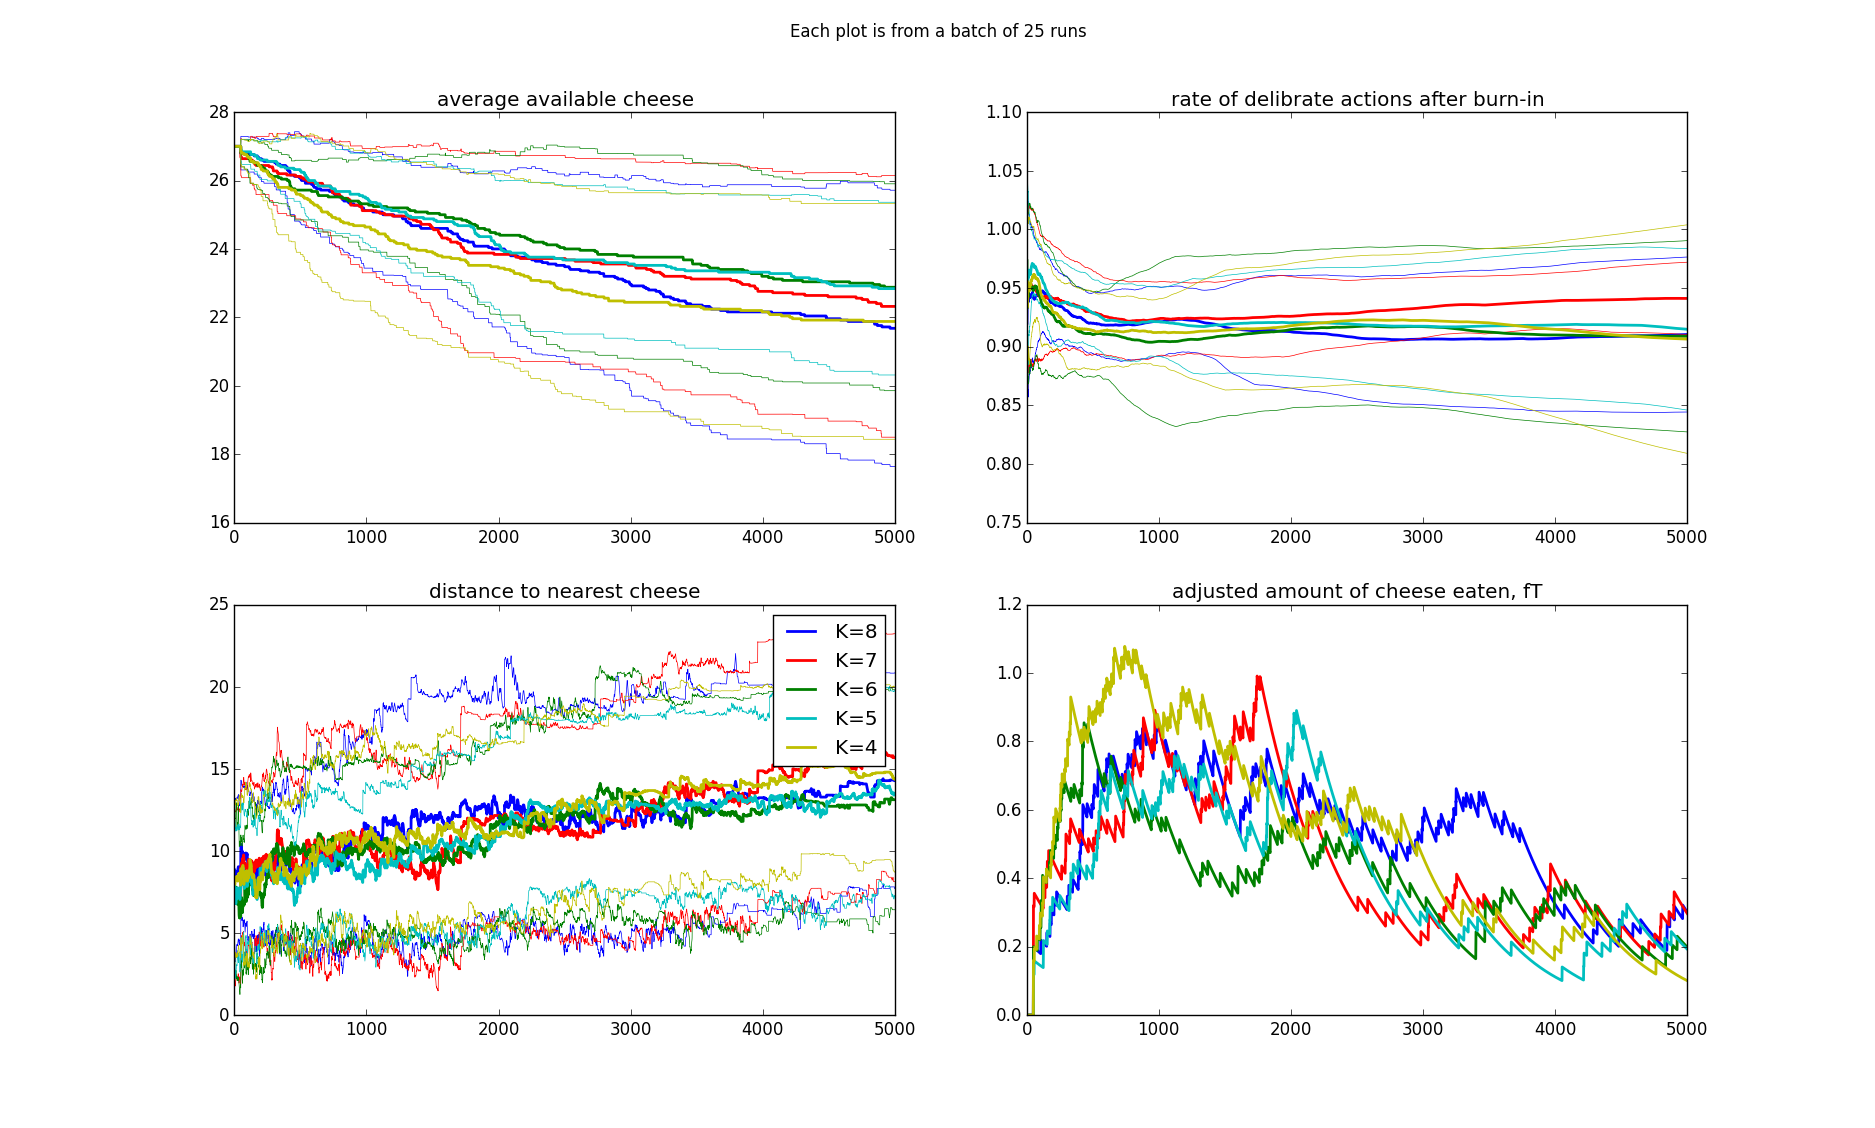 Each plot is from a batch of 25 runs
average available cheese
28
26
24
22
20
18
16
0 1000 2000 3000 4000 5000
rate of delibrate actions after burn-in
1.10
1.05
1.00
0.95
0.90
0.85
0.80
0.75
0 1000 2000 3000 4000 5000
distance to nearest cheese
25
20
15
10
5
0
0 1000 2000 3000 4000 5000
K=8
K=7
K=6
K=5
K=4
adjusted amount of cheese eaten, fT
1.2
1.0
0.8
0.6
0.4
0.2
0.0
0 1000 2000 3000 4000 5000